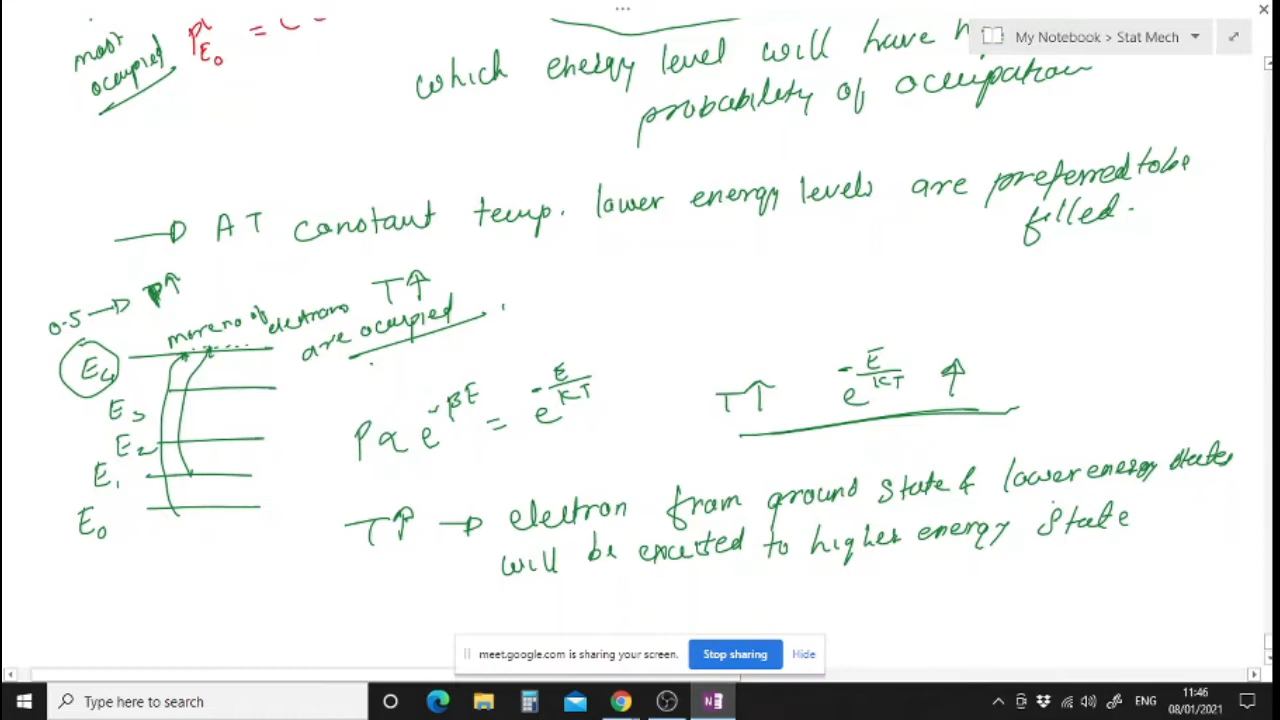 most
occupied
which energy level will have
My Notebook > Stat Mech
probability of occupation
→ AT constant temp. lower energy levels are preferred to be
filled.
0.5 → P↑
more no of electrons T↑
are occupied
E4
E3
E2
E1
E0
P ∝ e^-βE = e^-E/KT
T↑ e^-E/KT ↑
T↑ → electron from ground state & lower energy states
will be excited to higher energy state
meet.google.com is sharing your screen. Stop sharing Hide
Type here to search
ENG
11:46
08/01/2021